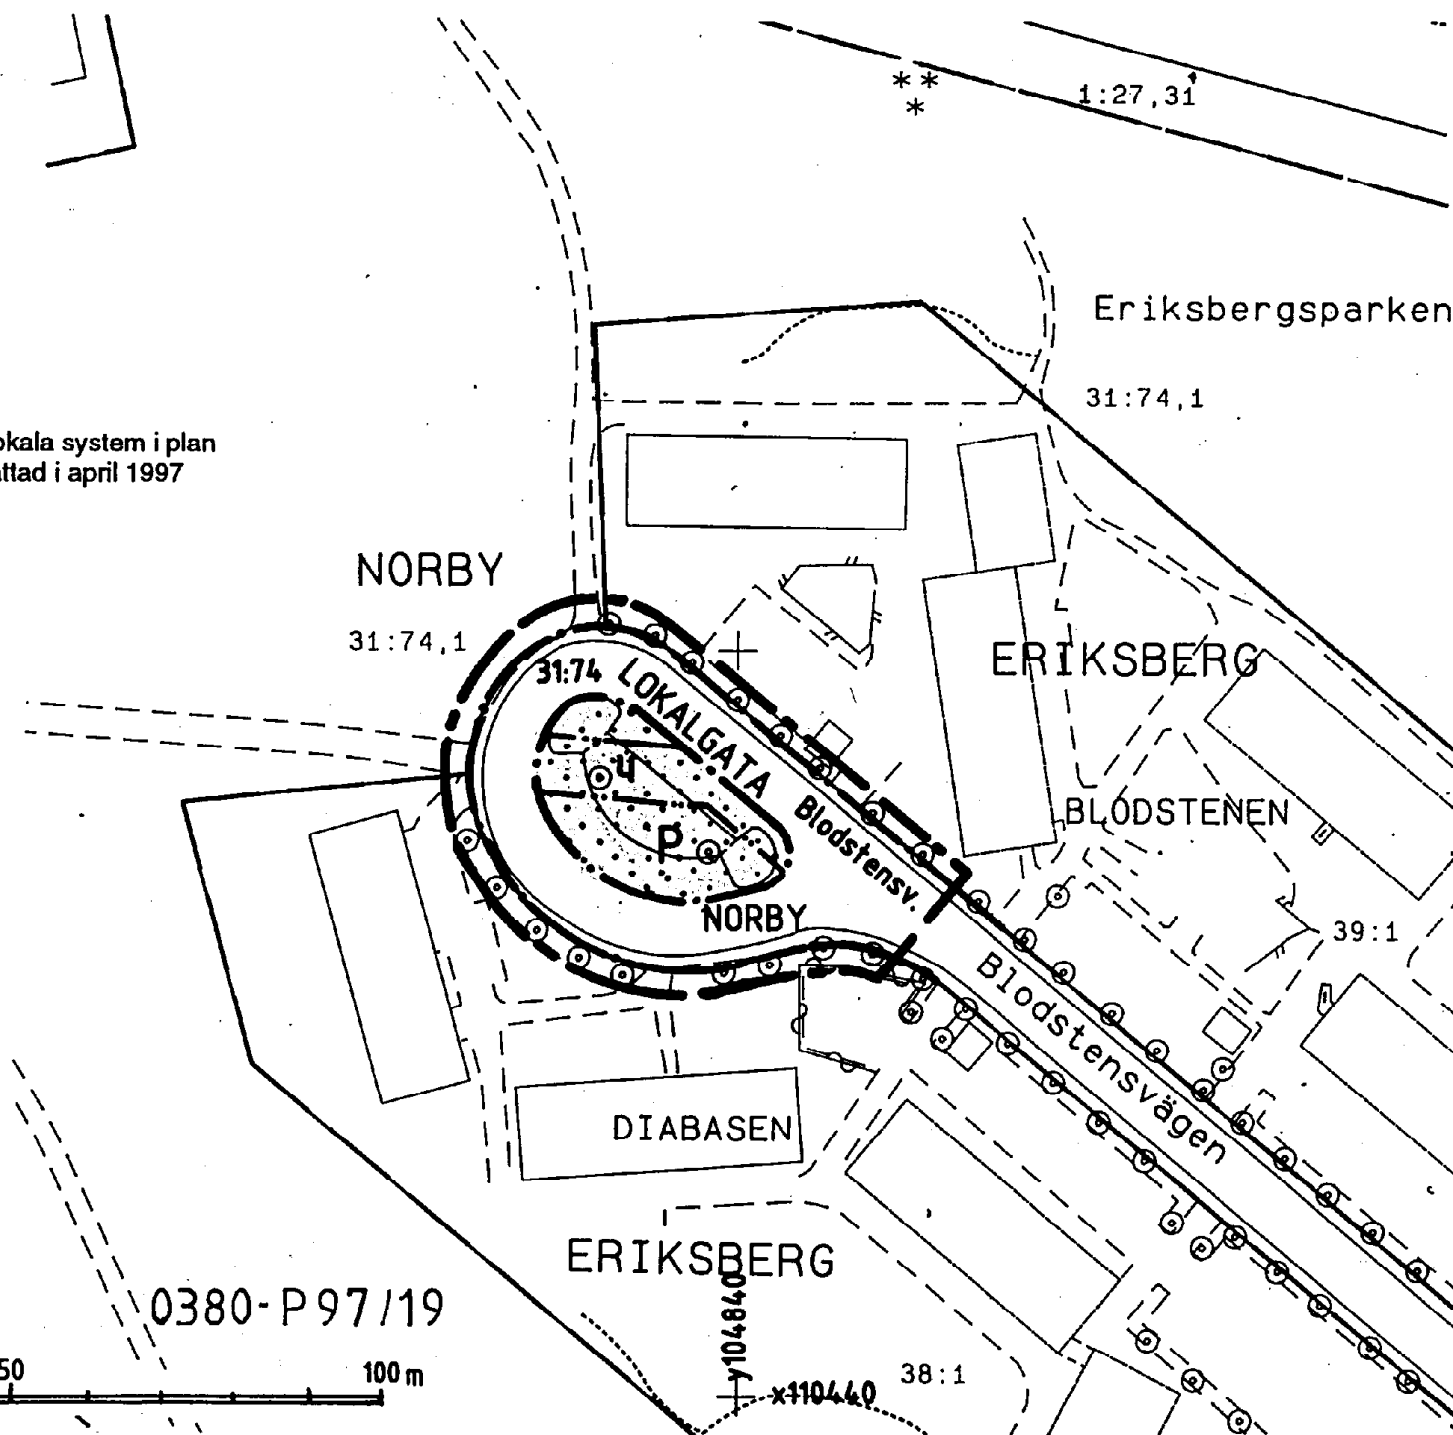 1:27,31
Eriksbergsparken
31:74,1
okala system i plan
attad i april 1997
NORBY
31:74,1
ERIKSBERG
31:74
LOKALGATA
u
P
Blodstensv.
BLODSTENEN
NORBY
39:1
Blodstensvägen
DIABASEN
ERIKSBERG
0380-P97/19
y104840
x110440
38:1
50
100 m